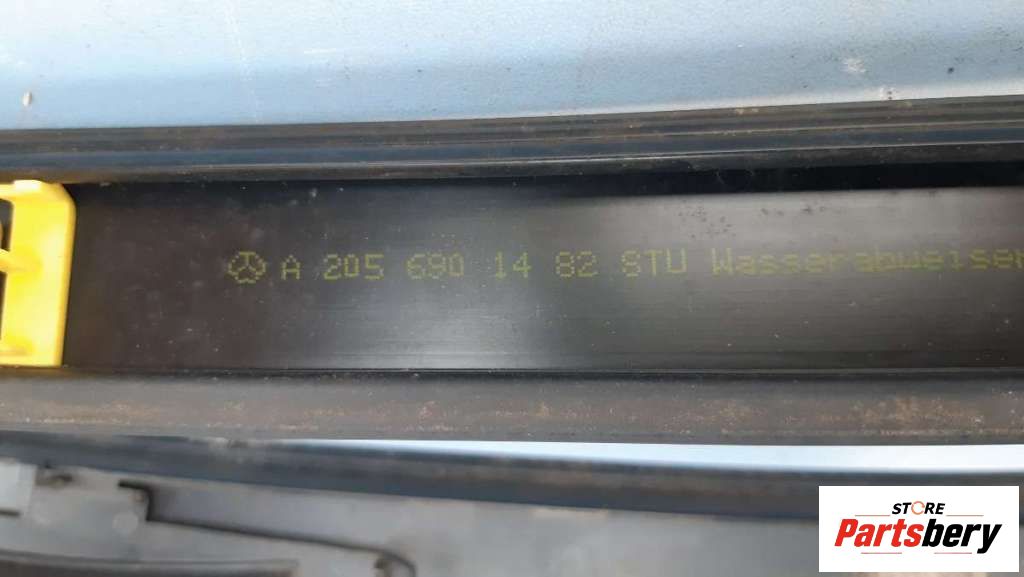 A 205 690 14 82 STU Wasserabweiser
STORE
Partsbery